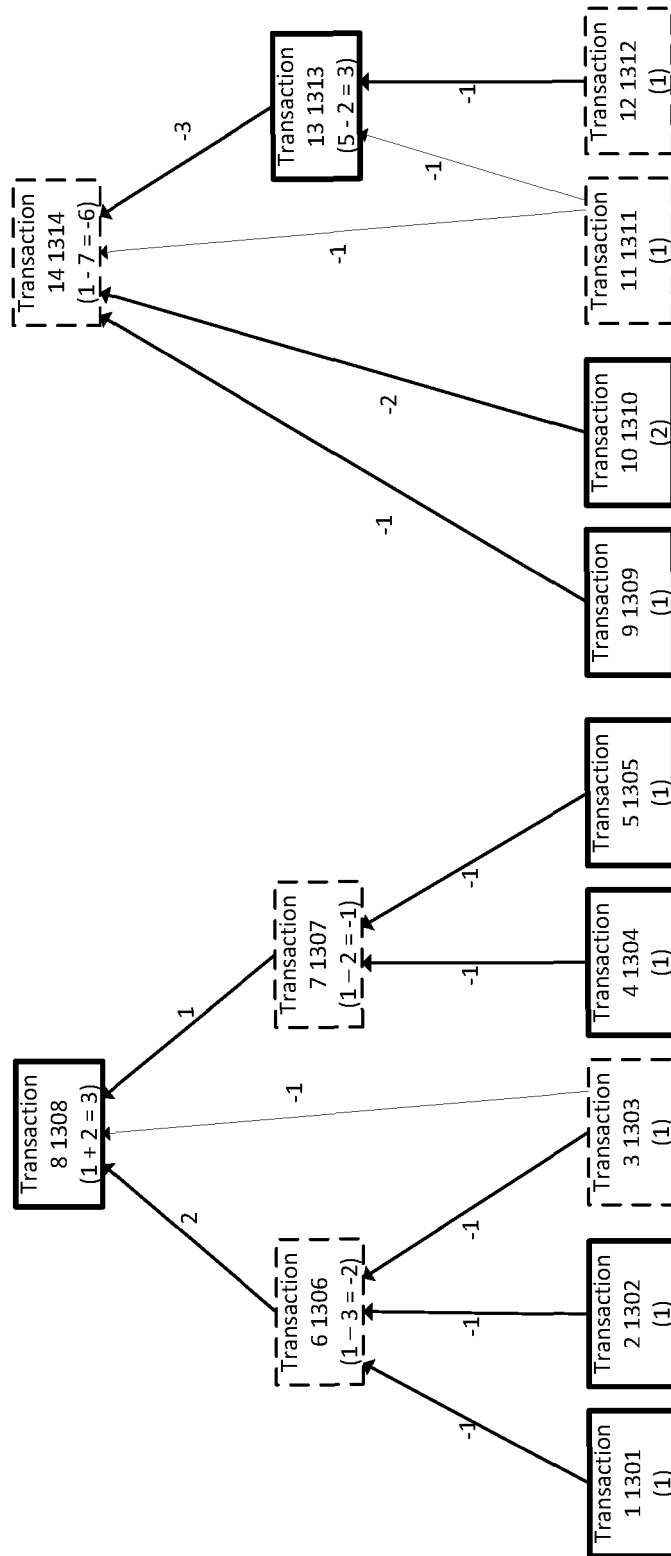 Transaction
8 1308
(1 + 2 = 3)
Transaction
14 1314
(1 - 7 = -6)
2
-1
1
-1
-2
-1
-3
Transaction
6 1306
(1 – 3 = -2)
Transaction
7 1307
(1 – 2 = -1)
Transaction
13 1313
(5 - 2 = 3)
-1
-1
-1
-1
-1
-1
-1
Transaction
1 1301
(1)
Transaction
2 1302
(1)
Transaction
3 1303
(1)
Transaction
4 1304
(1)
Transaction
5 1305
(1)
Transaction
9 1309
(1)
Transaction
10 1310
(2)
Transaction
11 1311
(1)
Transaction
12 1312
(1)